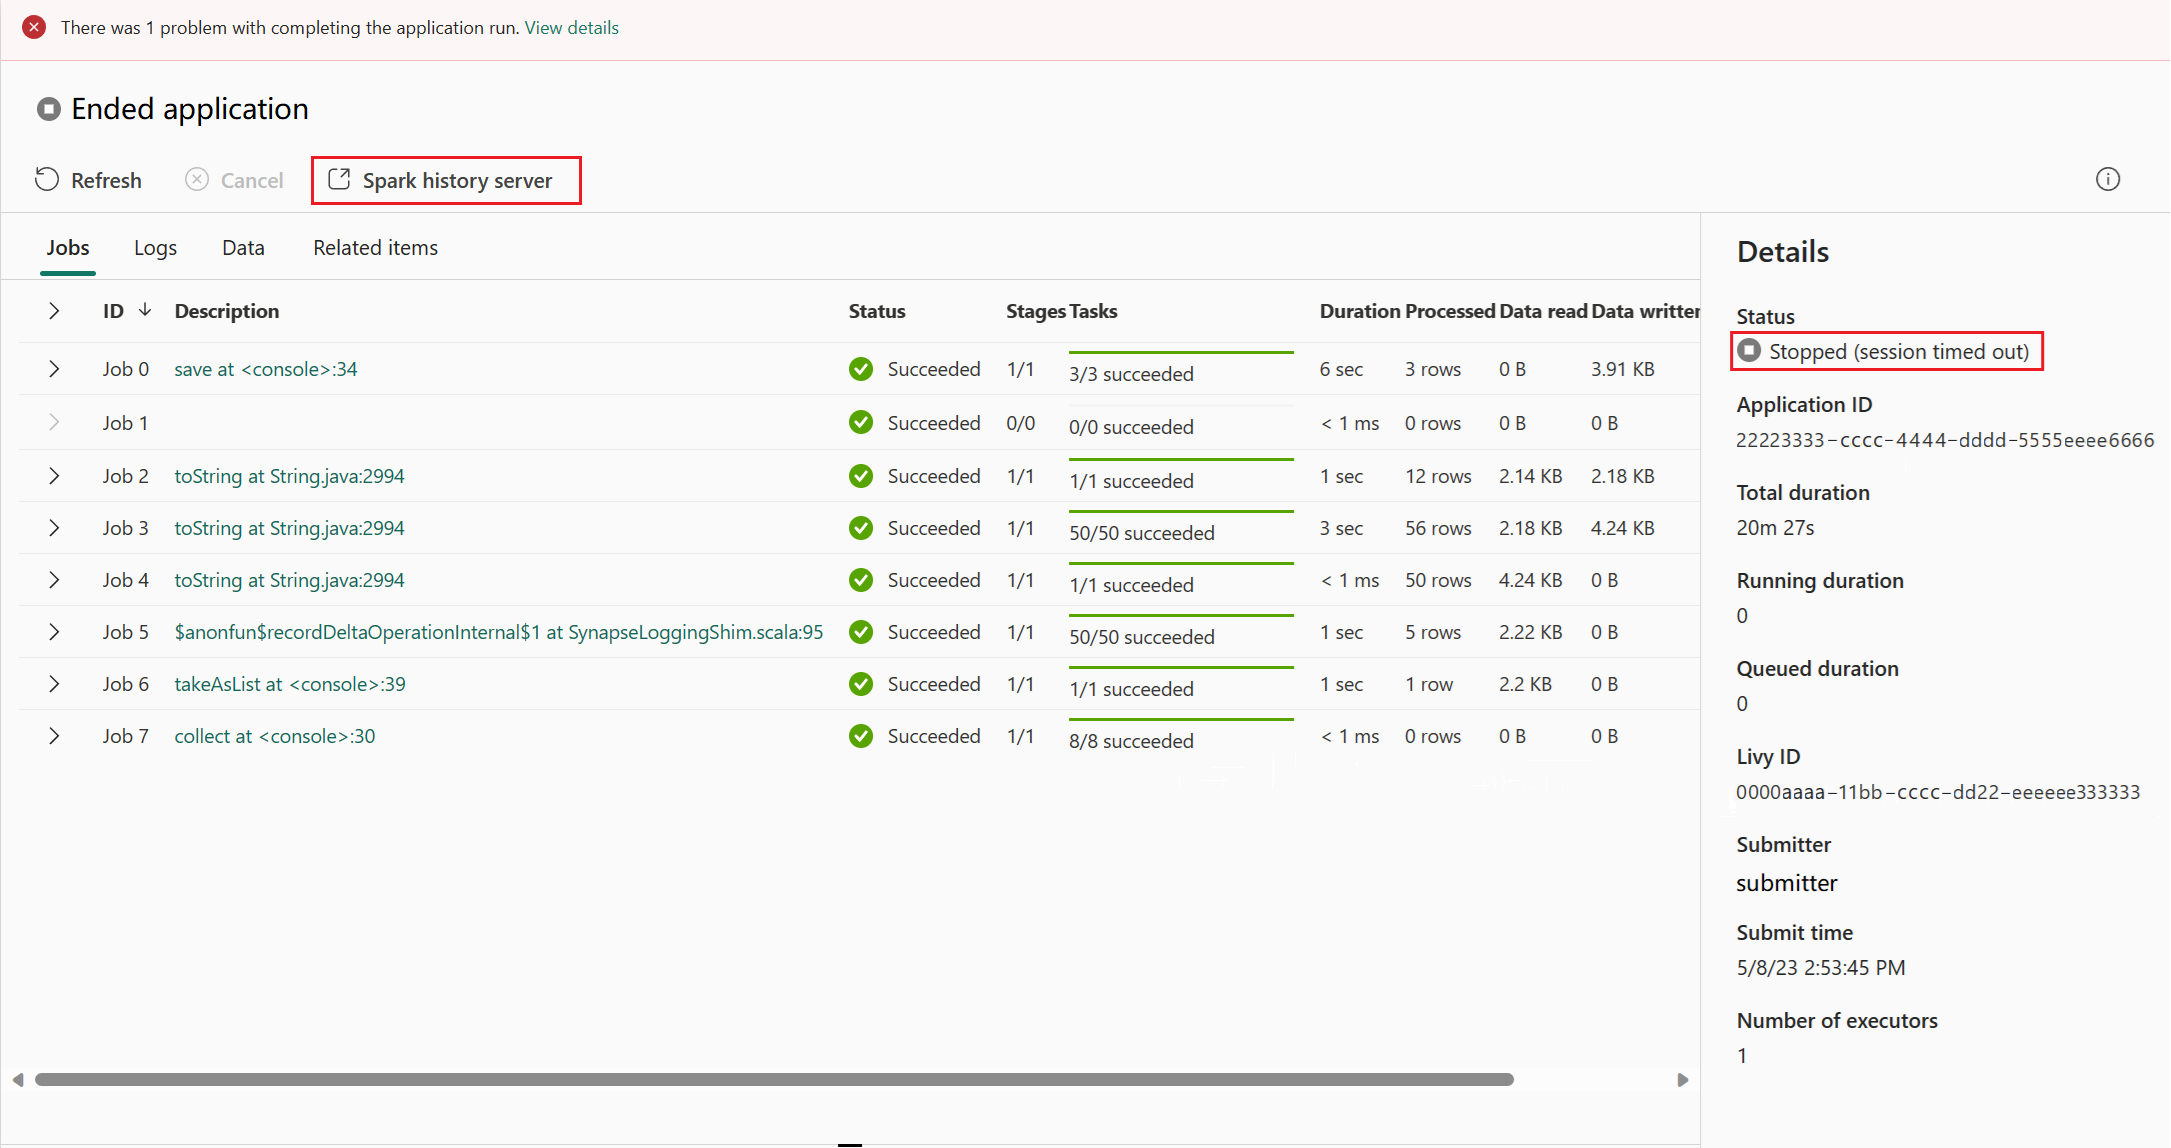 There was 1 problem with completing the application run. View details
Ended application
Refresh Cancel Spark history server
Jobs Logs Data Related items
ID Description Status Stages Tasks Duration Processed Data read Data written
Job 0 save at <console>:34 Succeeded 1/1 3/3 succeeded 6 sec 3 rows 0 B 3.91 KB
Job 1 Succeeded 0/0 0/0 succeeded < 1 ms 0 rows 0 B 0 B
Job 2 toString at String.java:2994 Succeeded 1/1 1/1 succeeded 1 sec 12 rows 2.14 KB 2.18 KB
Job 3 toString at String.java:2994 Succeeded 1/1 50/50 succeeded 3 sec 56 rows 2.18 KB 4.24 KB
Job 4 toString at String.java:2994 Succeeded 1/1 1/1 succeeded < 1 ms 50 rows 4.24 KB 0 B
Job 5 $anonfun$recordDeltaOperationInternal$1 at SynapseLoggingShim.scala:95 Succeeded 1/1 50/50 succeeded 1 sec 5 rows 2.22 KB 0 B
Job 6 takeAsList at <console>:39 Succeeded 1/1 1/1 succeeded 1 sec 1 row 2.2 KB 0 B
Job 7 collect at <console>:30 Succeeded 1/1 8/8 succeeded < 1 ms 0 rows 0 B 0 B
Details
Status
Stopped (session timed out)
Application ID
22223333-cccc-4444-dddd-5555eeee6666
Total duration
20m 27s
Running duration
0
Queued duration
0
Livy ID
0000aaaa-11bb-cccc-dd22-eeeeee333333
Submitter
submitter
Submit time
5/8/23 2:53:45 PM
Number of executors
1